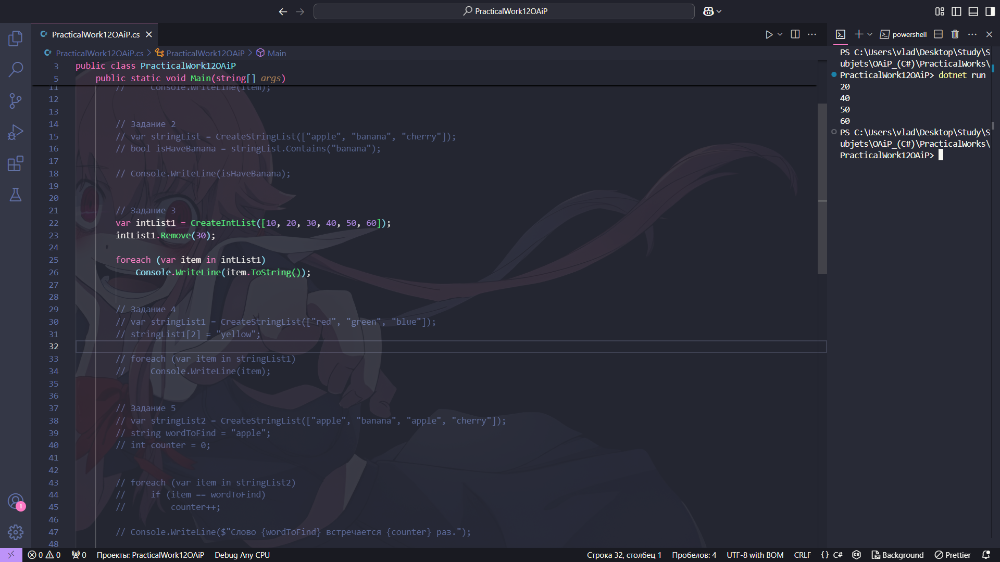 PracticalWork12OAiP
PracticalWork12OAiP.cs
PracticalWork12OAiP.cs > PracticalWork12OAiP > Main
3 public class PracticalWork12OAiP
5 public static void Main(string[] args)
11 // Console.WriteLine(item);
12
13
14 // Задание 2
15 // var stringList = CreateStringList(["apple", "banana", "cherry"]);
16 // bool isHaveBanana = stringList.Contains("banana");
17
18 // Console.WriteLine(isHaveBanana);
19
20
21 // Задание 3
22 var intList1 = CreateIntList([10, 20, 30, 40, 50, 60]);
23 intList1.Remove(30);
24
25 foreach (var item in intList1)
26 Console.WriteLine(item.ToString());
27
28
29 // Задание 4
30 // var stringList1 = CreateStringList(["red", "green", "blue"]);
31 // stringList1[2] = "yellow";
32
33 // foreach (var item in stringList1)
34 // Console.WriteLine(item);
35
36
37 // Задание 5
38 // var stringList2 = CreateStringList(["apple", "banana", "apple", "cherry"]);
39 // string wordToFind = "apple";
40 // int counter = 0;
41
42
43 // foreach (var item in stringList2)
44 // if (item == wordToFind)
45 // counter++;
46
47 // Console.WriteLine($"Слово {wordToFind} встречается {counter} раз.");
48
powershell
PS C:\Users\vlad\Desktop\Study\S
ubjets\OAiP_(C#)\PracticalWorks\
PracticalWork12OAiP> dotnet run
20
40
50
60
PS C:\Users\vlad\Desktop\Study\S
ubjets\OAiP_(C#)\PracticalWorks\
PracticalWork12OAiP>
1
0 0 0 Проекты: PracticalWork12OAiP Debug Any CPU Строка 32, столбец 1 Пробелов: 4 UTF-8 with BOM CRLF {} C# Background Prettier